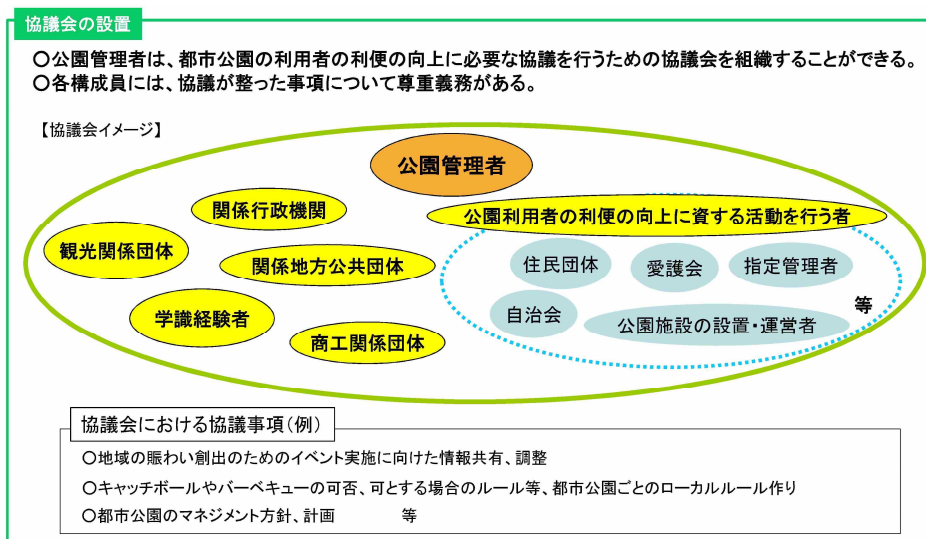 協議会の設置
○公園管理者は、都市公園の利用者の利便の向上に必要な協議を行うための協議会を組織することができる。
○各構成員には、協議が整った事項について尊重義務がある。
【協議会イメージ】
公園管理者
関係行政機関
公園利用者の利便の向上に資する活動を行う者
観光関係団体
関係地方公共団体
住民団体
愛護会
指定管理者
学識経験者
自治会
公園施設の設置・運営者
等
商工関係団体
協議会における協議事項(例)
○地域の賑わい創出のためのイベント実施に向けた情報共有、調整
○キャッチボールやバーベキューの可否、可とする場合のルール等、都市公園ごとのローカルルール作り
○都市公園のマネジメント方針、計画　　　　等